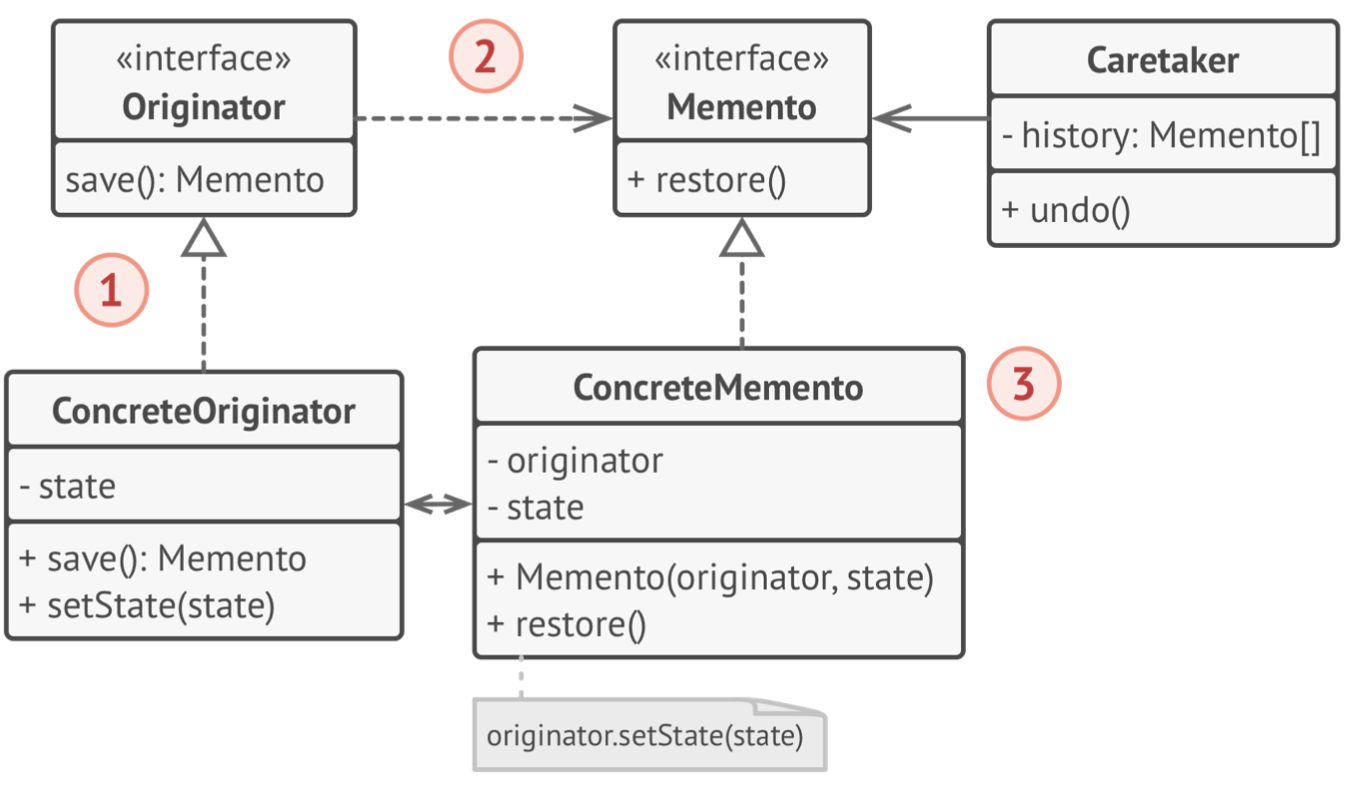 «interface»
Originator
save(): Memento
2
«interface»
Memento
+ restore()
Caretaker
- history: Memento[]
+ undo()
1
ConcreteOriginator
- state
+ save(): Memento
+ setState(state)
ConcreteMemento
- originator
- state
+ Memento(originator, state)
+ restore()
3
originator.setState(state)